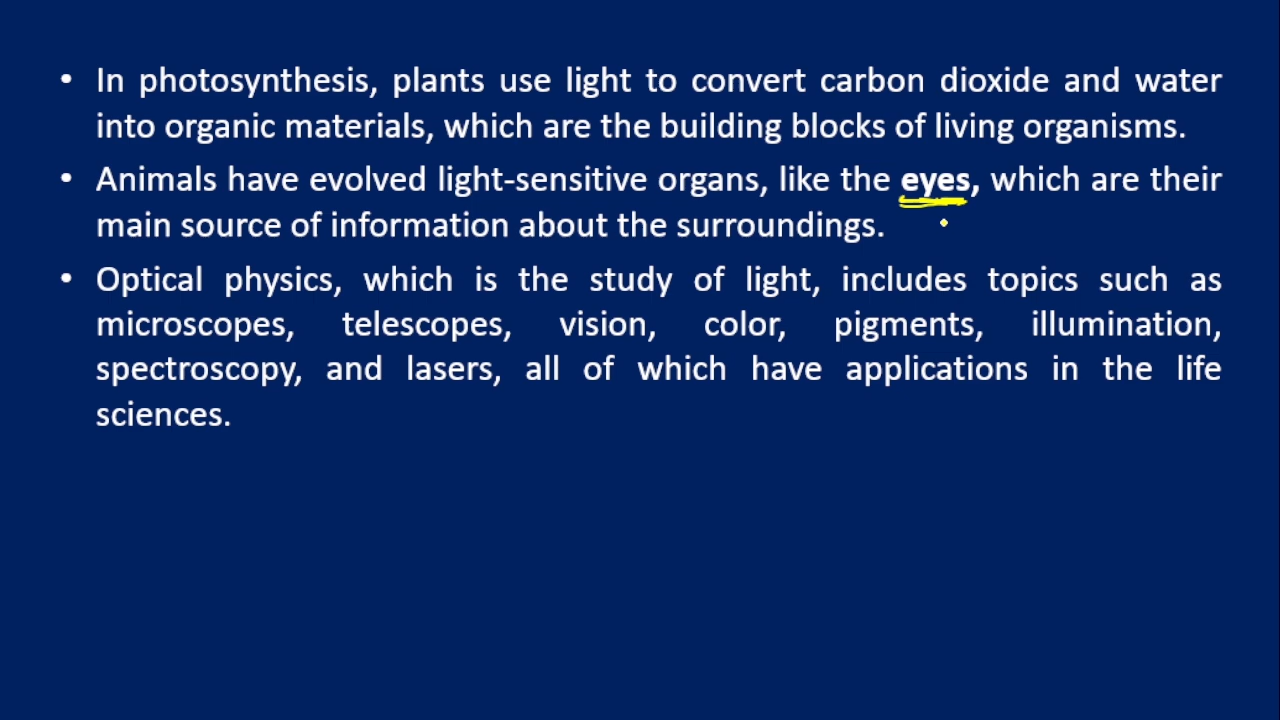 • In photosynthesis, plants use light to convert carbon dioxide and water
into organic materials, which are the building blocks of living organisms.
• Animals have evolved light-sensitive organs, like the eyes, which are their
main source of information about the surroundings.
• Optical physics, which is the study of light, includes topics such as
microscopes, telescopes, vision, color, pigments, illumination,
spectroscopy, and lasers, all of which have applications in the life
sciences.